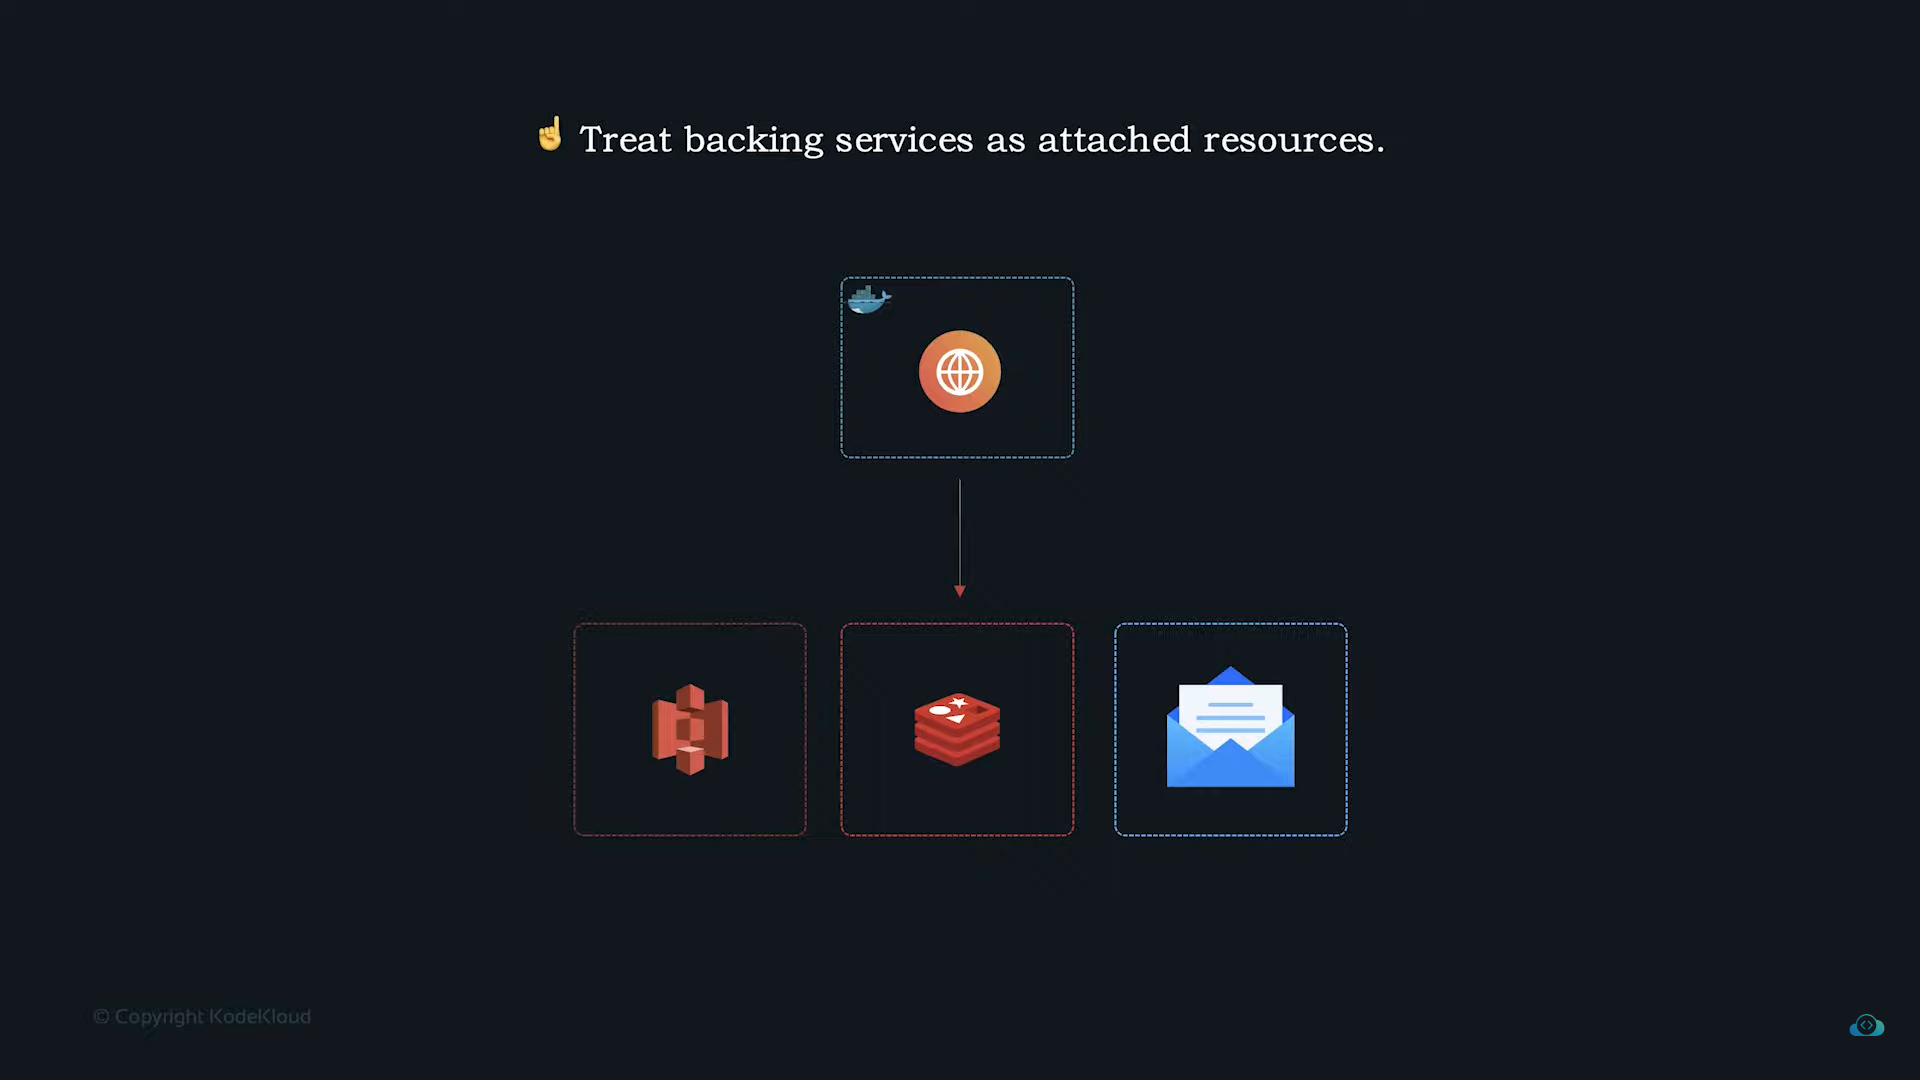 ☝ Treat backing services as attached resources.
© Copyright KodeKloud